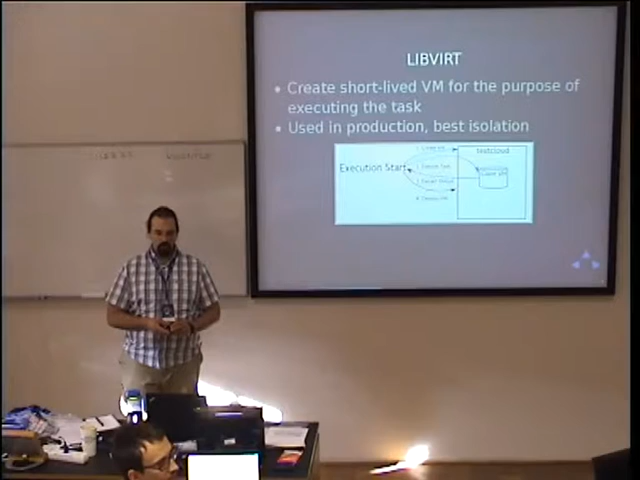 LIBVIRT
Create short-lived VM for the purpose of
executing the task
Used in production, best isolation
testcloud
Execution Start